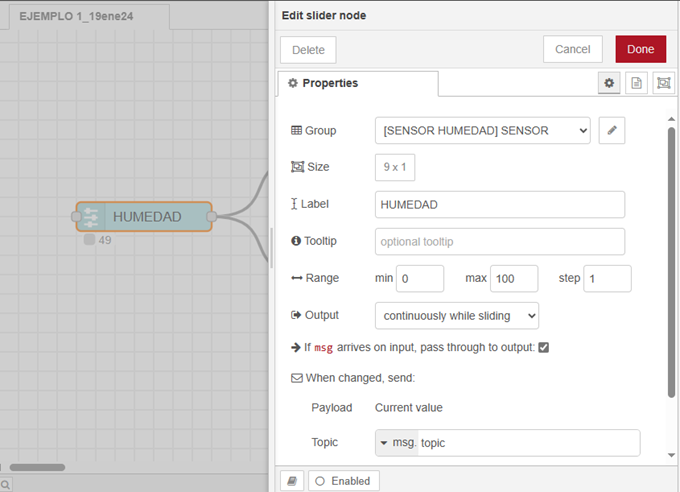 EJEMPLO 1_19ene24
HUMEDAD
49
Edit slider node
Delete
Cancel
Done
Properties
Group
[SENSOR HUMEDAD] SENSOR
Size
9 x 1
Label
HUMEDAD
Tooltip
optional tooltip
Range
min 0
max 100
step 1
Output
continuously while sliding
If msg arrives on input, pass through to output:
When changed, send:
Payload
Current value
Topic
msg. topic
Enabled